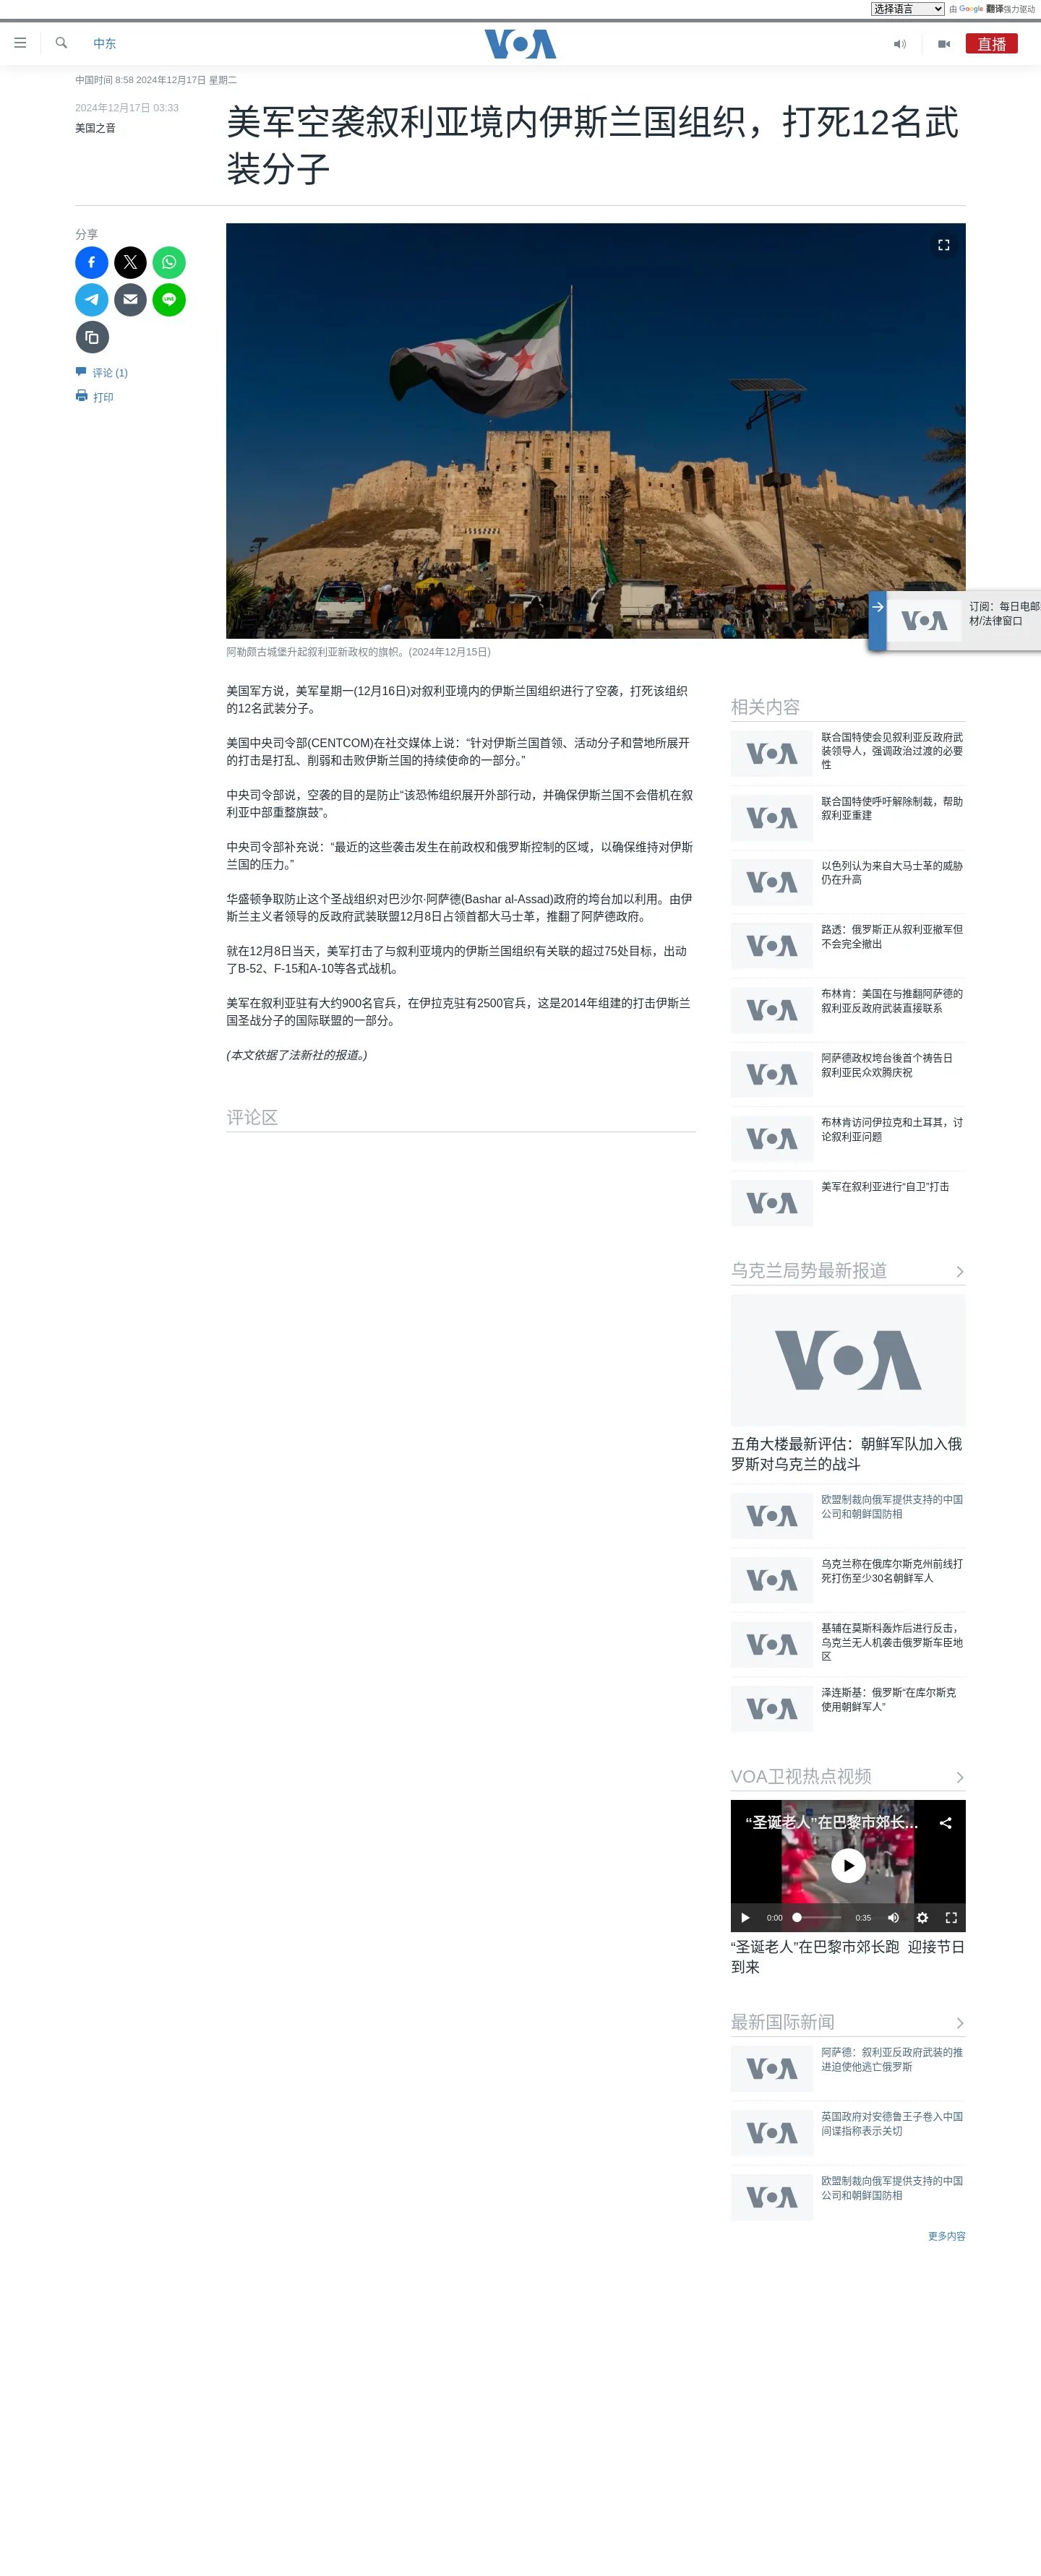 选择语言 由 Google 翻译强力驱动
中东
VOA
直播
中国时间 8:58 2024年12月17日 星期二
2024年12月17日 03:33
美国之音
美军空袭叙利亚境内伊斯兰国组织，打死12名武
装分子
分享
评论 (1)
打印
订阅：每日电邮
材/法律窗口
VOA
阿勒颇古城堡升起叙利亚新政权的旗帜。(2024年12月15日)
美国军方说，美军星期一(12月16日)对叙利亚境内的伊斯兰国组织进行了空袭，打死该组织
的12名武装分子。
美国中央司令部(CENTCOM)在社交媒体上说：“针对伊斯兰国首领、活动分子和营地所展开
的打击是打乱、削弱和击败伊斯兰国的持续使命的一部分。”
中央司令部说，空袭的目的是防止“该恐怖组织展开外部行动，并确保伊斯兰国不会借机在叙
利亚中部重整旗鼓”。
中央司令部补充说：“最近的这些袭击发生在前政权和俄罗斯控制的区域，以确保维持对伊斯
兰国的压力。”
华盛顿争取防止这个圣战组织对巴沙尔·阿萨德(Bashar al-Assad)政府的垮台加以利用。由伊
斯兰主义者领导的反政府武装联盟12月8日占领首都大马士革，推翻了阿萨德政府。
就在12月8日当天，美军打击了与叙利亚境内的伊斯兰国组织有关联的超过75处目标，出动
了B-52、F-15和A-10等各式战机。
美军在叙利亚驻有大约900名官兵，在伊拉克驻有2500官兵，这是2014年组建的打击伊斯兰
国圣战分子的国际联盟的一部分。
(本文依据了法新社的报道。)
评论区
相关内容
VOA
联合国特使会见叙利亚反政府武
装领导人，强调政治过渡的必要
性
VOA
联合国特使呼吁解除制裁，帮助
叙利亚重建
VOA
以色列认为来自大马士革的威胁
仍在升高
VOA
路透：俄罗斯正从叙利亚撤军但
不会完全撤出
VOA
布林肯：美国在与推翻阿萨德的
叙利亚反政府武装直接联系
VOA
阿萨德政权垮台後首个祷告日
叙利亚民众欢腾庆祝
VOA
布林肯访问伊拉克和土耳其，讨
论叙利亚问题
VOA
美军在叙利亚进行“自卫”打击
VOA
乌克兰局势最新报道
VOA
五角大楼最新评估：朝鲜军队加入俄
罗斯对乌克兰的战斗
VOA
欧盟制裁向俄军提供支持的中国
公司和朝鲜国防相
VOA
乌克兰称在俄库尔斯克州前线打
死打伤至少30名朝鲜军人
VOA
基辅在莫斯科轰炸后进行反击，
乌克兰无人机袭击俄罗斯车臣地
区
VOA
泽连斯基：俄罗斯“在库尔斯克
使用朝鲜军人”
VOA
VOA卫视热点视频
“圣诞老人”在巴黎市郊长...
0:00 0:35
“圣诞老人”在巴黎市郊长跑 迎接节日
到来
最新国际新闻
VOA
阿萨德：叙利亚反政府武装的推
进迫使他逃亡俄罗斯
VOA
英国政府对安德鲁王子卷入中国
间谍指称表示关切
VOA
欧盟制裁向俄军提供支持的中国
公司和朝鲜国防相
更多内容